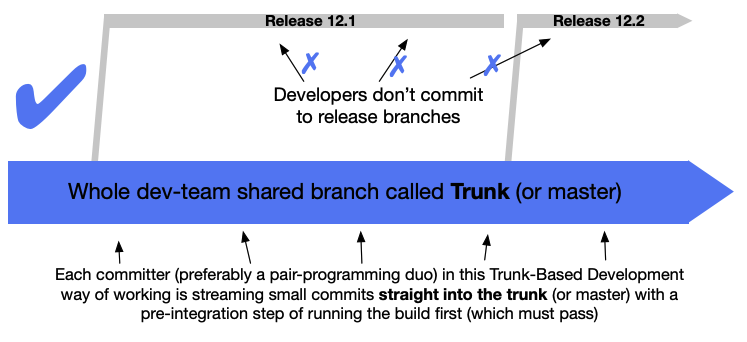 Release 12.1
Release 12.2
Developers don't commit
to release branches
Whole dev-team shared branch called Trunk (or master)
Each committer (preferably a pair-programming duo) in this Trunk-Based Development
way of working is streaming small commits straight into the trunk (or master) with a
pre-integration step of running the build first (which must pass)